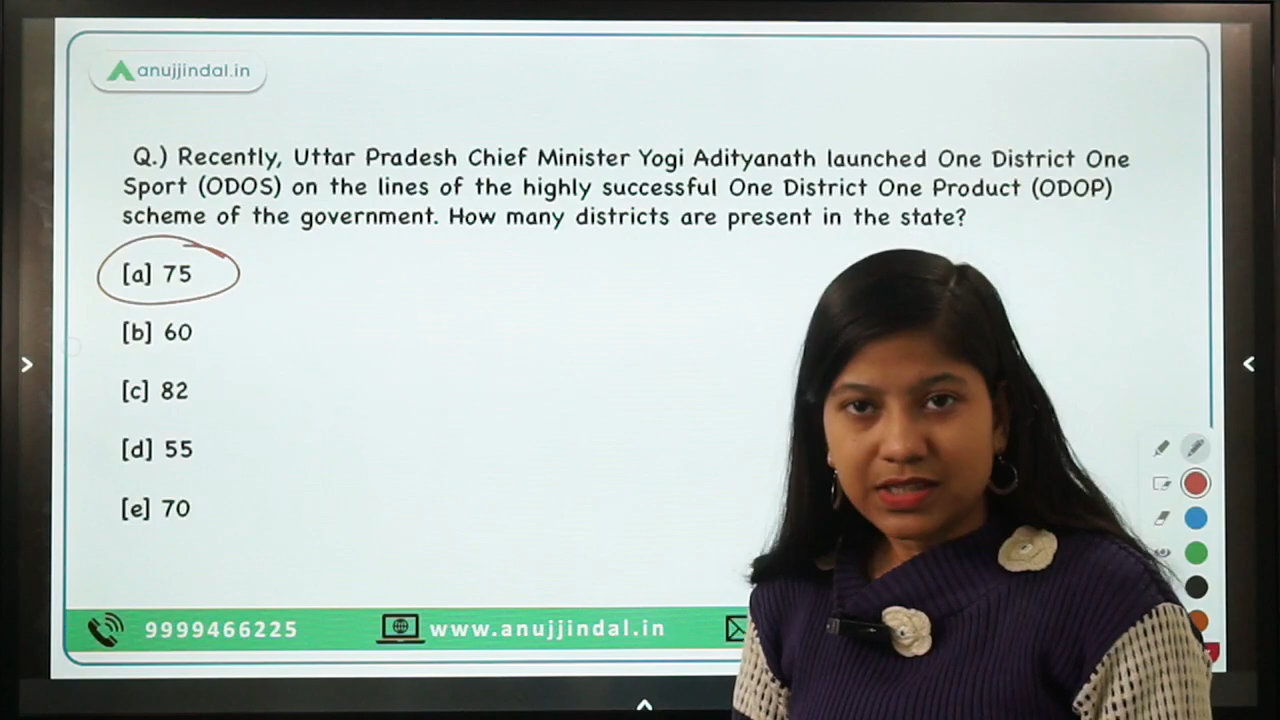 anujjindal.in
Q.) Recently, Uttar Pradesh Chief Minister Yogi Adityanath launched One District One
Sport (ODOS) on the lines of the highly successful One District One Product (ODOP)
scheme of the government. How many districts are present in the state?
[a] 75
[b] 60
[c] 82
[d] 55
[e] 70
9999466225
www.anujjindal.in